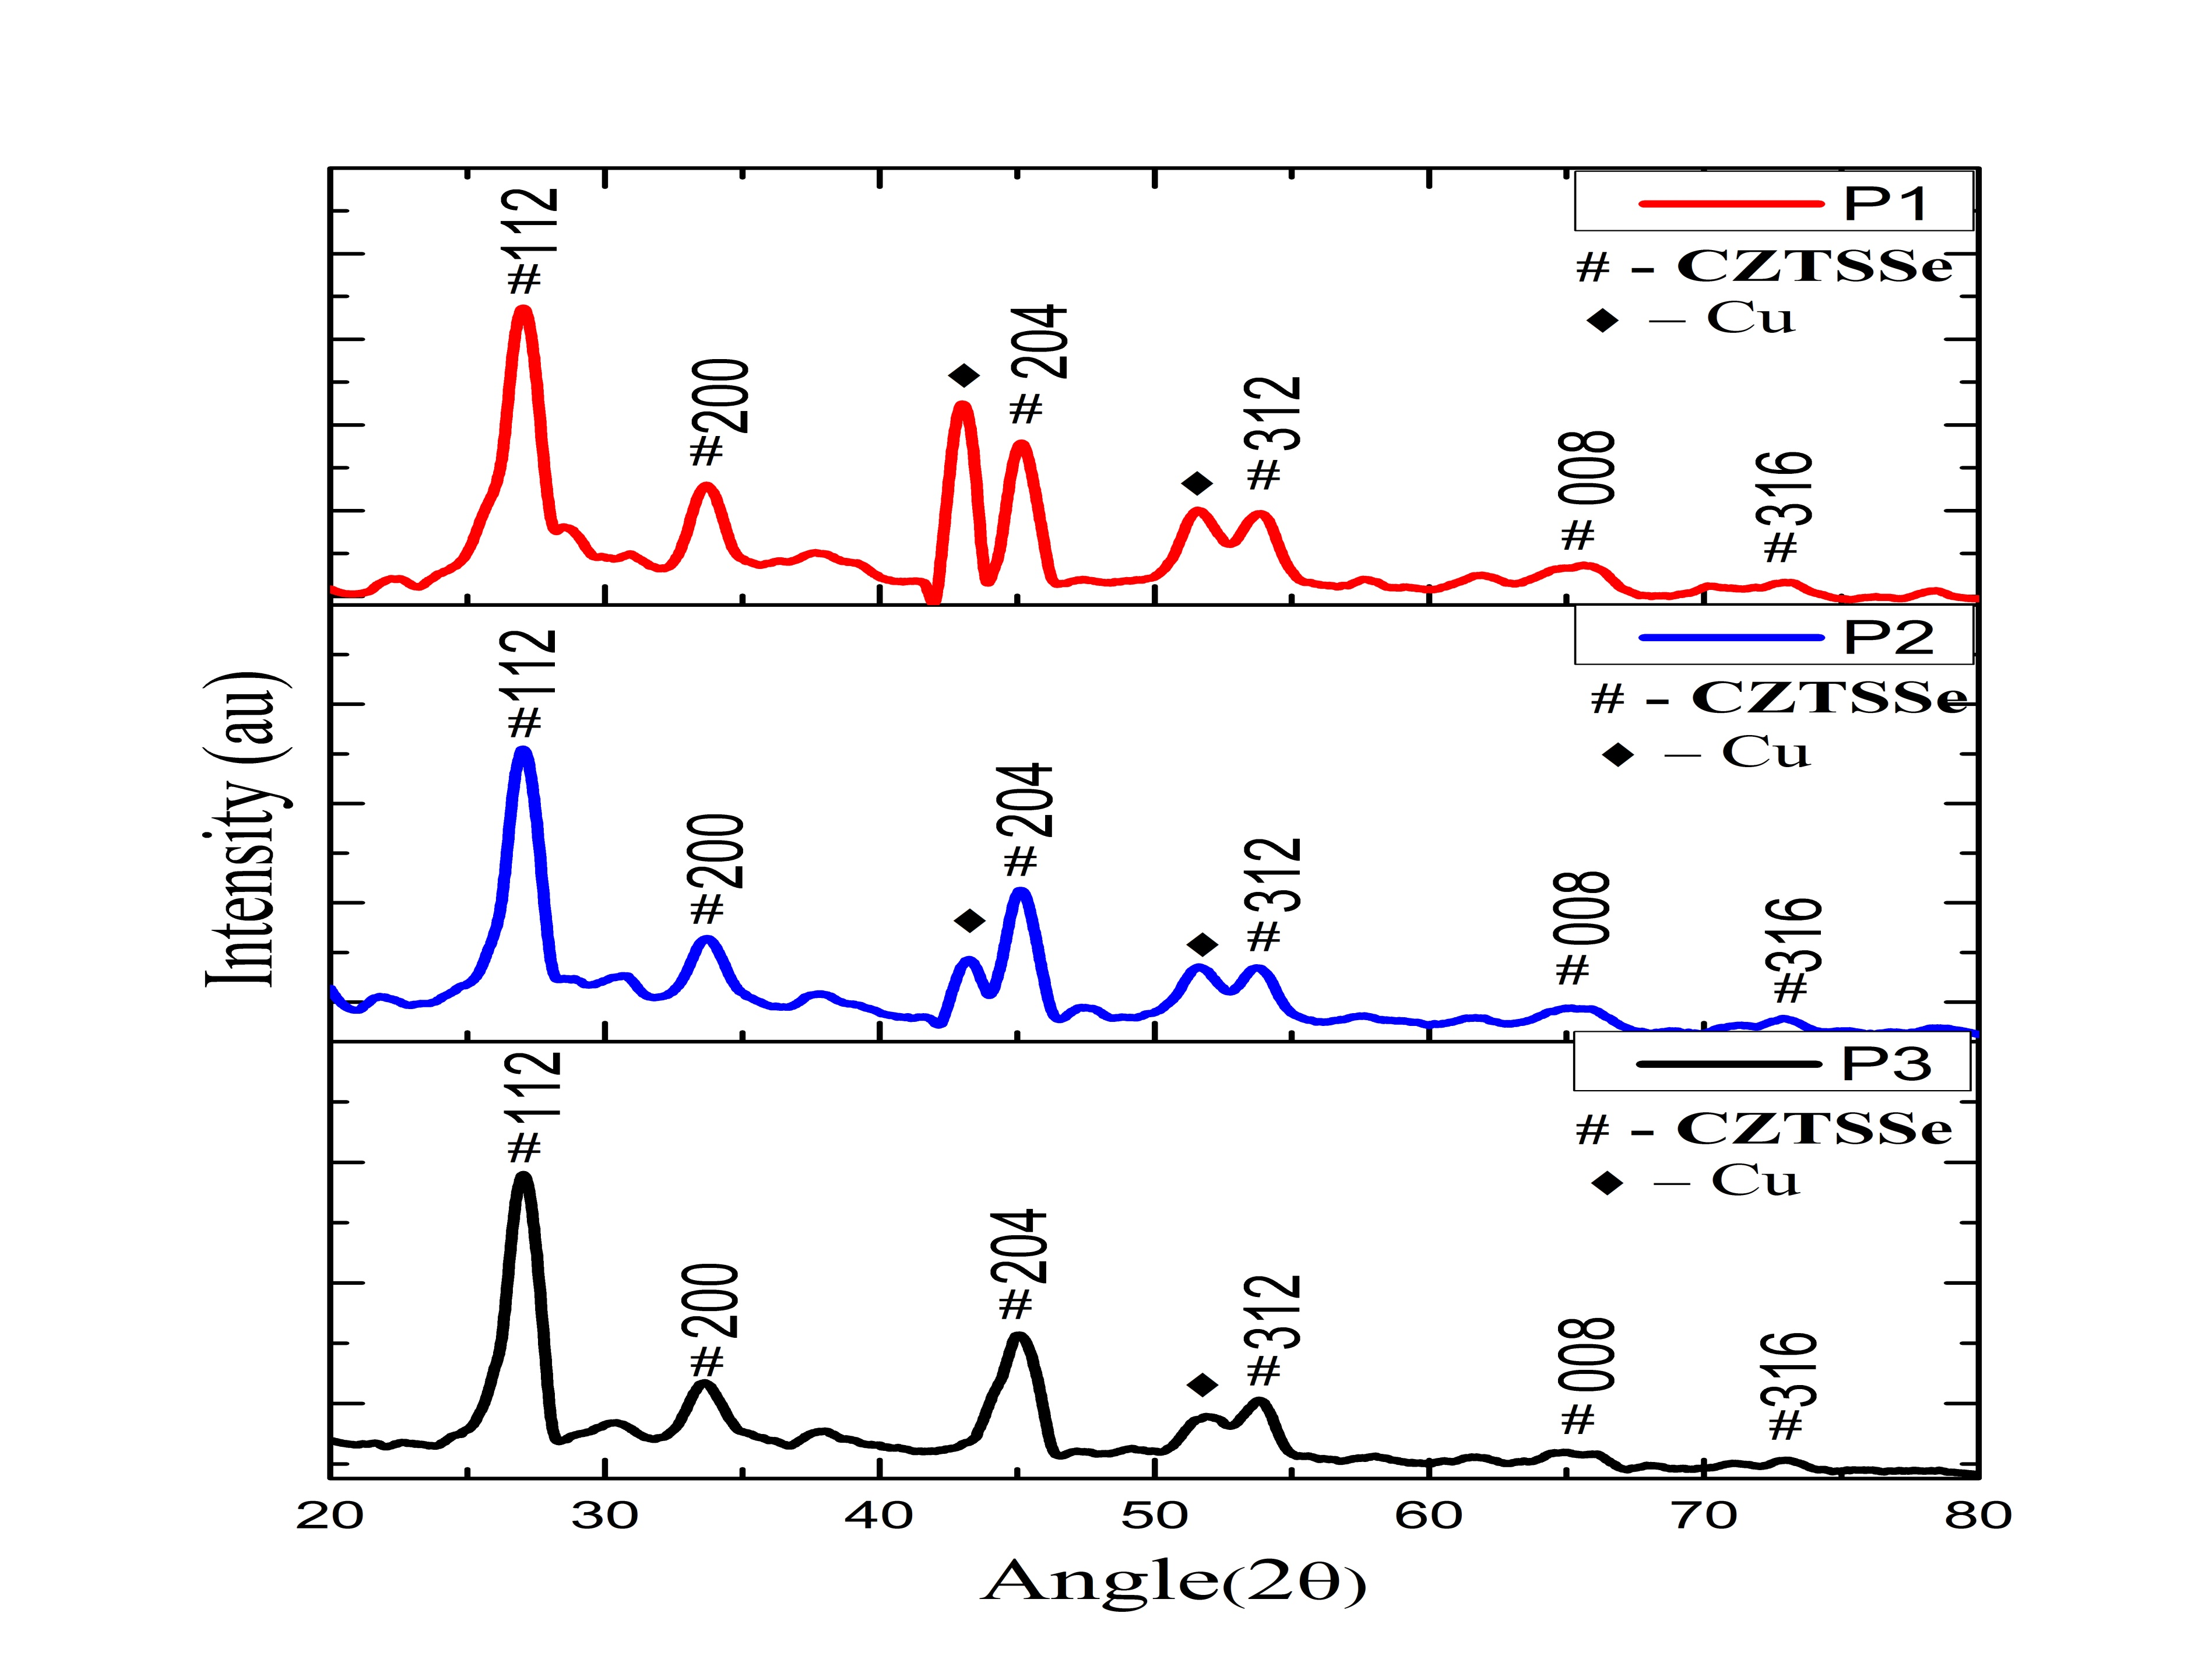 P1
# - CZTSSe
◆ – Cu
#112
#200
◆
# 204
◆
# 312
# 008
#316
P2
# - CZTSSe
◆ – Cu
#112
#200
◆
# 204
◆
# 312
# 008
#316
P3
# - CZTSSe
◆ – Cu
#112
#200
#204
◆
#312
# 008
#316
Intensity (au)
20 30 40 50 60 70 80
Angle(2θ)